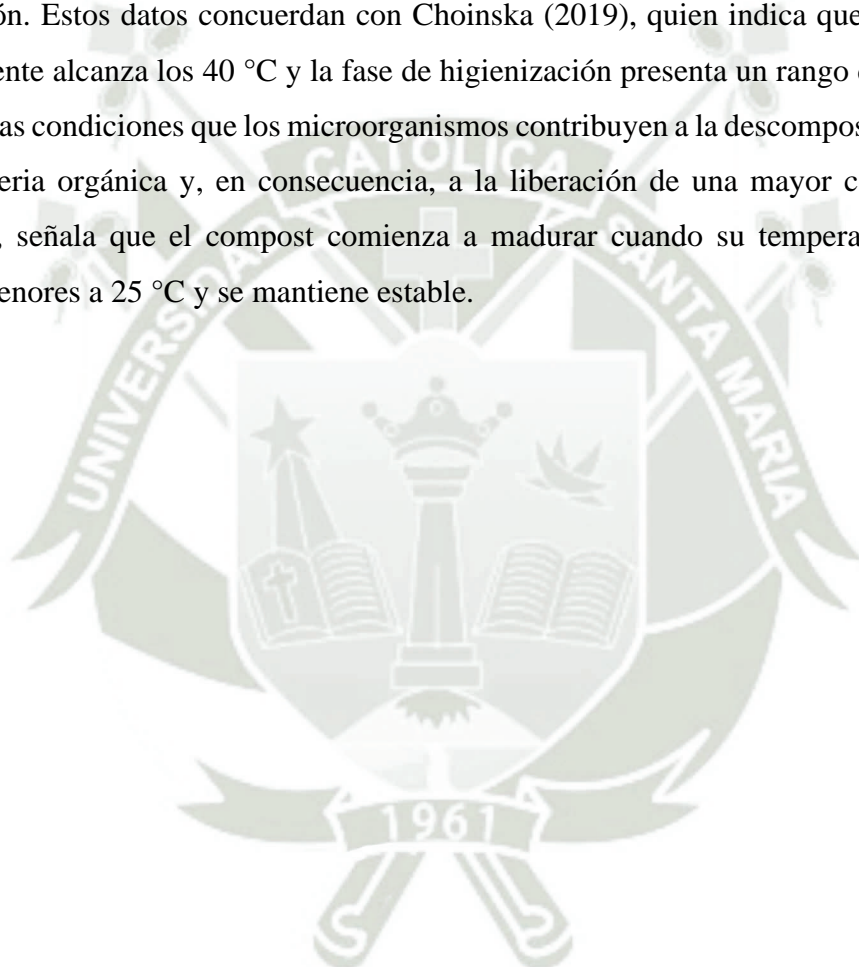 ón. Estos datos concuerdan con Choinska (2019), quien indica que
ente alcanza los 40 °C y la fase de higienización presenta un rango
as condiciones que los microorganismos contribuyen a la descompos
eria orgánica y, en consecuencia, a la liberación de una mayor c
, señala que el compost comienza a madurar cuando su tempera
enores a 25 °C y se mantiene estable.
UNIVERSIDAD CATOLICA SANTA MARIA
1961